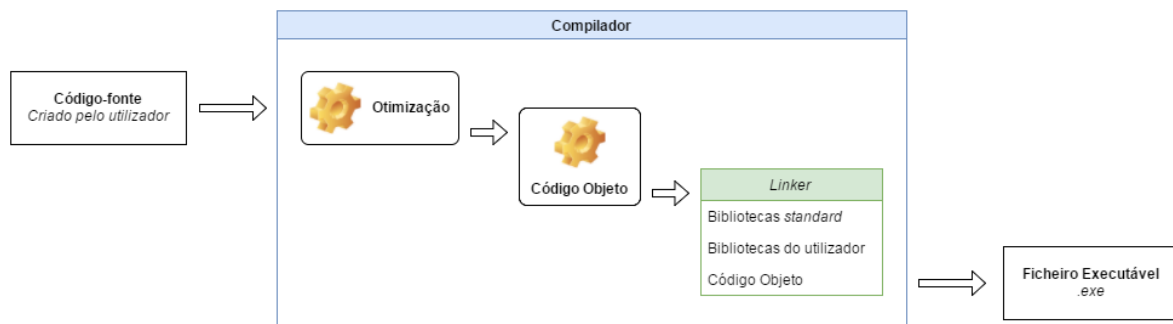 Compilador
Código-fonte
Criado pelo utilizador
Otimização
Código Objeto
Linker
Bibliotecas standard
Bibliotecas do utilizador
Código Objeto
Ficheiro Executável
.exe